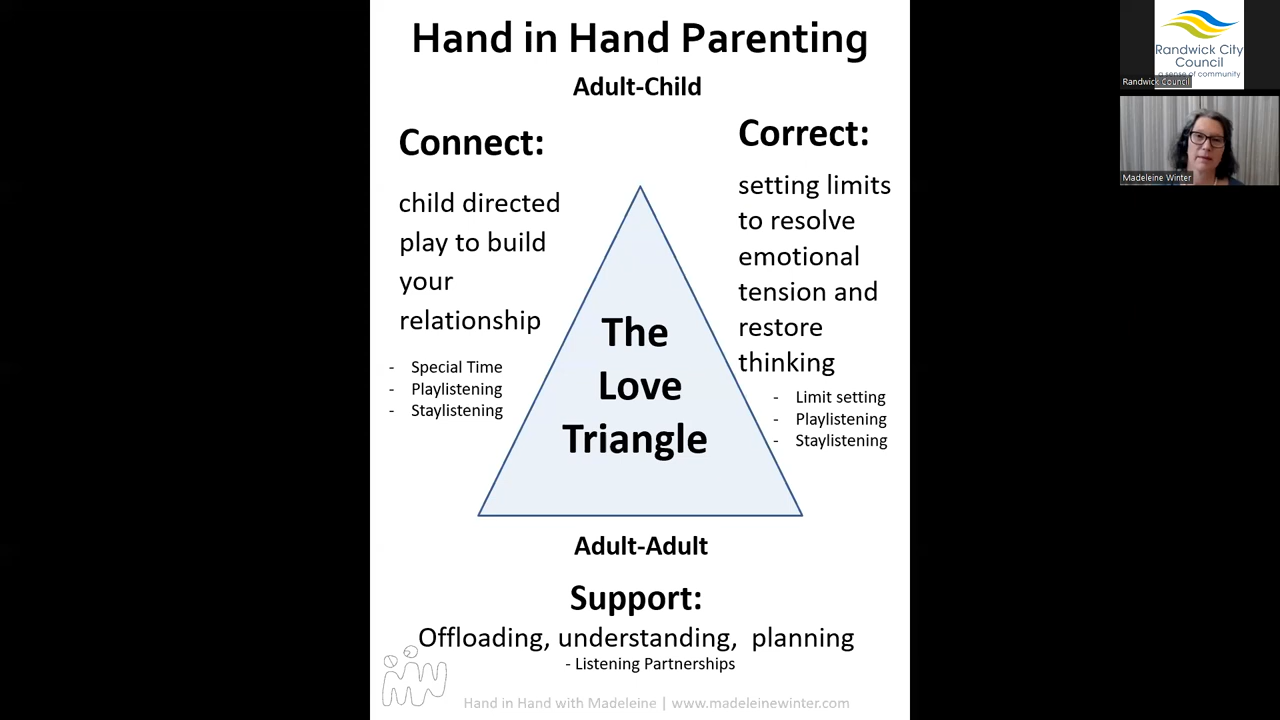 Hand in Hand Parenting
Adult-Child
Connect:
child directed
play to build
your
relationship
- Special Time
- Playlistening
- Staylistening
Correct:
setting limits
to resolve
emotional
tension and
restore
thinking
- Limit setting
- Playlistening
- Staylistening
The
Love
Triangle
Adult-Adult
Support:
Offloading, understanding, planning
- Listening Partnerships
Hand in Hand with Madeleine | www.madeleinewinter.com
Randwick City
Council
a sense of community
Randwick Council
Madeleine Winter